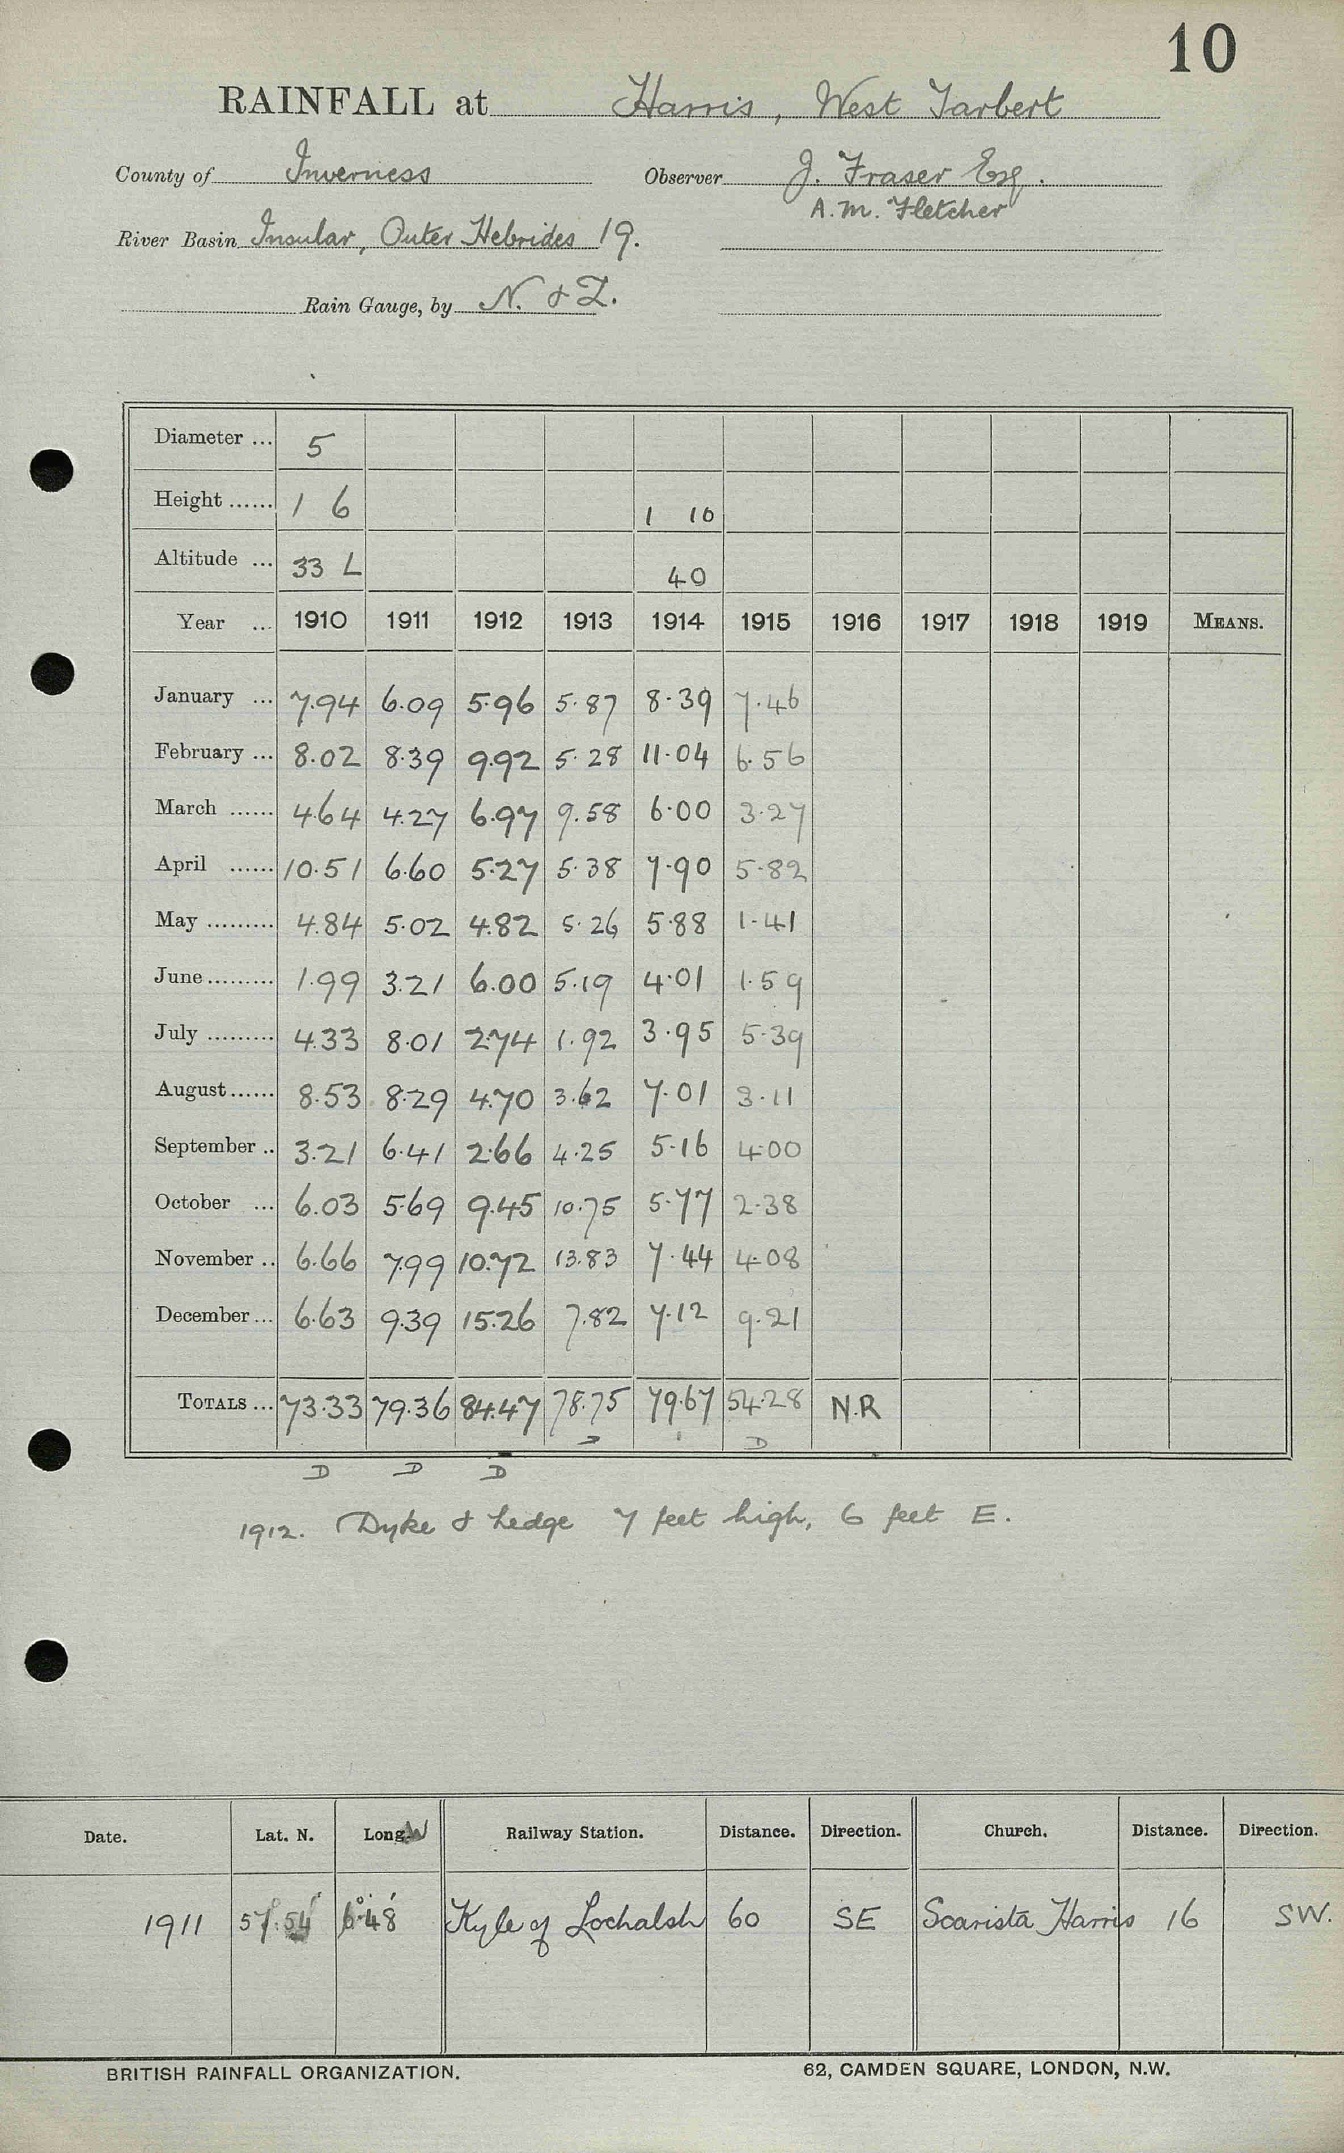 10
RAINFALL at Harris, West Tarbert
County of Inverness Observer J. Fraser Esq.
A.M. Fletcher
River Basin Insular, Outer Hebrides 19.
Rain Gauge, by N. & Z.
Diameter ... 5
Height ...... 1 6 1 10
Altitude ... 33 L 40
Year ... 1910 1911 1912 1913 1914 1915 1916 1917 1918 1919 MEANS.
January ... 7.94 6.09 5.96 5.87 8.39 7.46
February ... 8.02 8.39 9.92 5.28 11.04 6.56
March ...... 4.64 4.27 6.97 9.58 6.00 3.27
April ...... 10.51 6.60 5.27 5.38 7.90 5.82
May ......... 4.84 5.02 4.82 5.26 5.88 1.41
June ......... 1.99 3.21 6.00 5.19 4.01 1.59
July ......... 4.33 8.01 2.74 1.92 3.95 5.39
August ...... 8.53 8.29 4.70 3.62 7.01 3.11
September .. 3.21 6.41 2.66 4.25 5.16 4.00
October ... 6.03 5.69 9.45 10.75 5.77 2.38
November .. 6.66 7.99 10.72 13.83 7.44 4.08
December ... 6.63 9.39 15.26 7.82 7.12 9.21
TOTALS ... 73.33 79.36 84.47 78.75 79.67 54.28 N.R
D
D D D
1912. Dyke & hedge 7 feet high, 6 feet E.
Date. Lat. N. Long. W Railway Station. Distance. Direction. Church. Distance. Direction.
1911 57°.54' 6°.48' Kyle of Lochalsh 60 SE Scarista Harris 16 SW.
BRITISH RAINFALL ORGANIZATION. 62, CAMDEN SQUARE, LONDON, N.W.